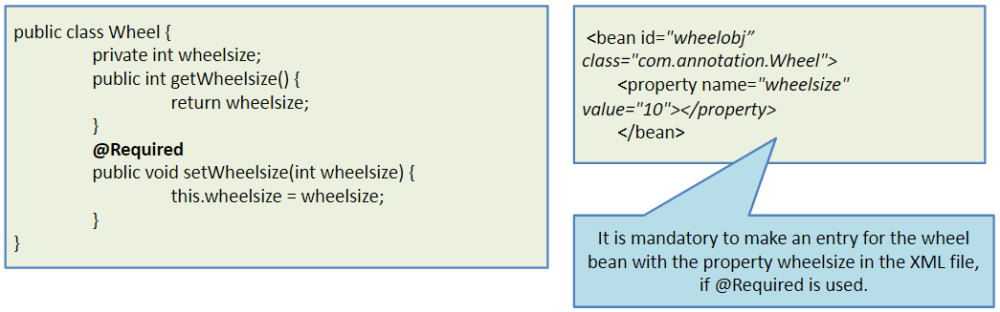 public class Wheel {
private int wheelsize;
public int getWheelsize() {
return wheelsize;
}
@Required
public void setWheelsize(int wheelsize) {
this.wheelsize = wheelsize;
}
}
<bean id="wheelobj”
class="com.annotation.Wheel">
<property name="wheelsize"
value="10"></property>
</bean>
It is mandatory to make an entry for the wheel
bean with the property wheelsize in the XML file,
if @Required is used.